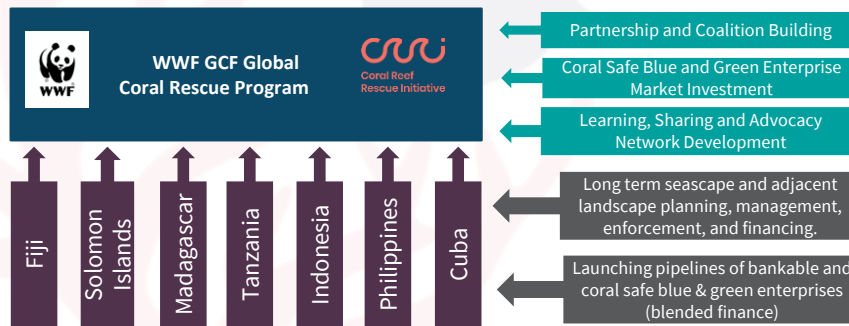 WWF
WWF GCF Global
Coral Rescue Program
Coral Reef
Rescue Initiative
Partnership and Coalition Building
Coral Safe Blue and Green Enterprise
Market Investment
Learning, Sharing and Advocacy
Network Development
Fiji
Solomon
Islands
Madagascar
Tanzania
Indonesia
Philippines
Cuba
Long term seascape and adjacent
landscape planning, management,
enforcement, and financing.
Launching pipelines of bankable and
coral safe blue & green enterprises
(blended finance)